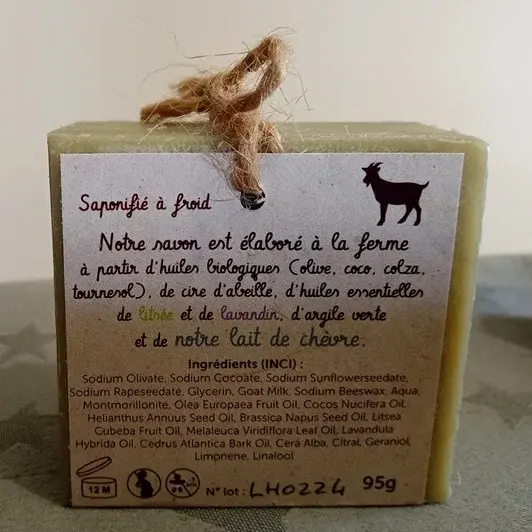 Saponifié à froid
Notre savon est élaboré à la ferme
à partir d'huiles biologiques (olive, coco, colza,
tournesol), de cire d'abeille, d'huiles essentielles
de litsée et de lavandin, d'argile verte
et de notre lait de chèvre.
Ingrédients (INCI) :
Sodium Olivate, Sodium Cocoate, Sodium Sunflowerseedate,
Sodium Rapeseedate, Glycerin, Goat Milk, Sodium Beeswax, Aqua,
Montmorillonite, Olea Europaea Fruit Oil, Cocos Nucifera Oil,
Helianthus Annuus Seed Oil, Brassica Napus Seed Oil, Litsea
Cubeba Fruit Oil, Melaleuca Viridiflora Leaf Oil, Lavandula
Hybrida Oil, Cedrus Atlantica Bark Oil, Cera Alba, Citral, Geraniol,
Limonene, Linalool
12 M
N° lot : LH0224 95g